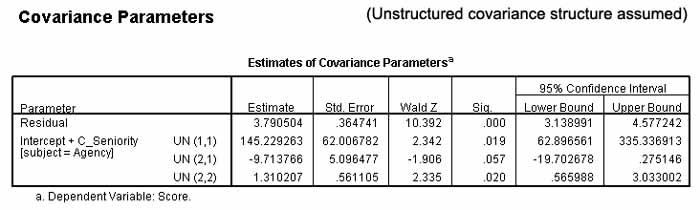 Covariance Parameters (Unstructured covariance structure assumed)
Estimates of Covariance Parametersa
95% Confidence Interval
Parameter Estimate Std. Error Wald Z Sig. Lower Bound Upper Bound
Residual 3.790504 .364741 10.392 .000 3.138991 4.577242
Intercept + C_Seniority UN (1,1) 145.229263 62.006782 2.342 .019 62.896561 335.336913
[subject = Agency] UN (2,1) -9.713766 5.096477 -1.906 .057 -19.702678 .275146
UN (2,2) 1.310207 .561105 2.335 .020 .565988 3.033002
a. Dependent Variable: Score.